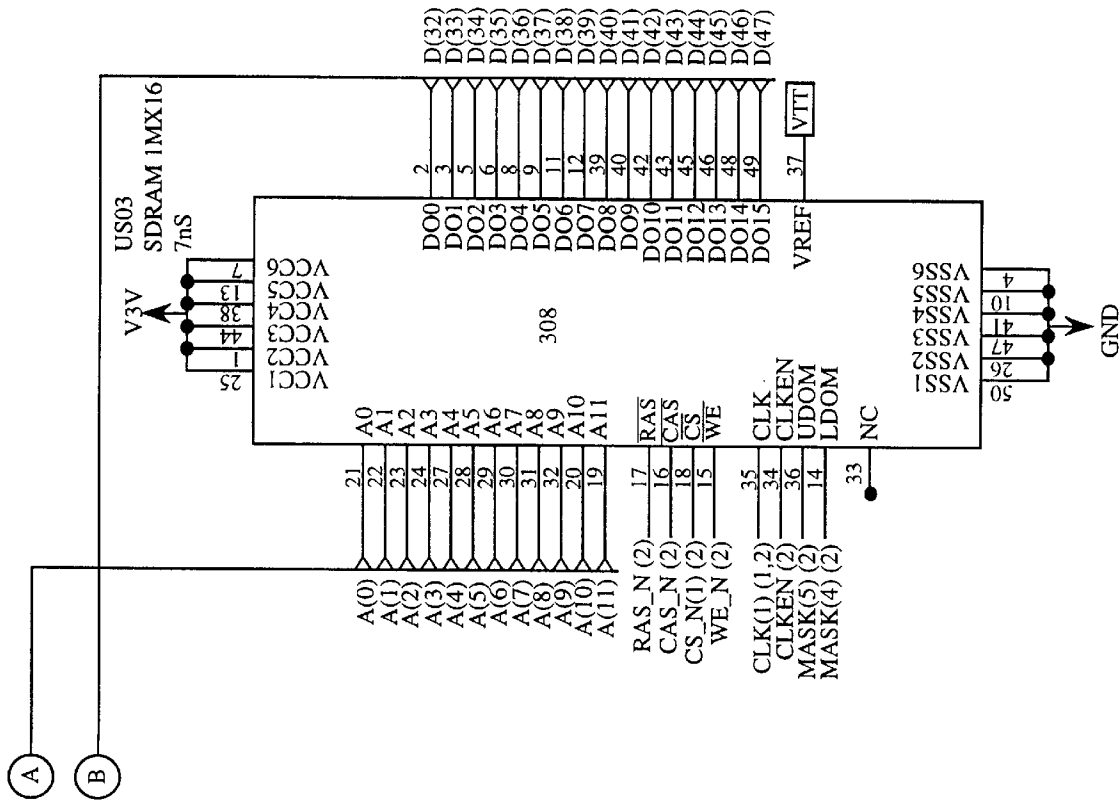 A
B
US03
SDRAM 1MX16
7nS
V3V
25 1 44 38 13 7
VCC1 VCC2 VCC3 VCC4 VCC5 VCC6
308
A(0) 21 A0
A(1) 22 A1
A(2) 23 A2
A(3) 24 A3
A(4) 27 A4
A(5) 28 A5
A(6) 29 A6
A(7) 30 A7
A(8) 31 A8
A(9) 32 A9
A(10) 20 A10
A(11) 19 A11
RAS_N (2) 17 RAS
CAS_N (2) 16 CAS
CS_N(1) (2) 18 CS
WE_N (2) 15 WE
CLK(1) (1,2) 35 CLK
CLKEN (2) 34 CLKEN
MASK(5) (2) 36 UDOM
MASK(4) (2) 14 LDOM
33 NC
DO0 2 D(32)
DO1 3 D(33)
DO2 5 D(34)
DO3 6 D(35)
DO4 8 D(36)
DO5 9 D(37)
DO6 11 D(38)
DO7 12 D(39)
DO8 39 D(40)
DO9 40 D(41)
DO10 42 D(42)
DO11 43 D(43)
DO12 45 D(44)
DO13 46 D(45)
DO14 48 D(46)
DO15 49 D(47)
VREF 37 VTT
VSS1 VSS2 VSS3 VSS4 VSS5 VSS6
50 26 47 41 10 4
GND